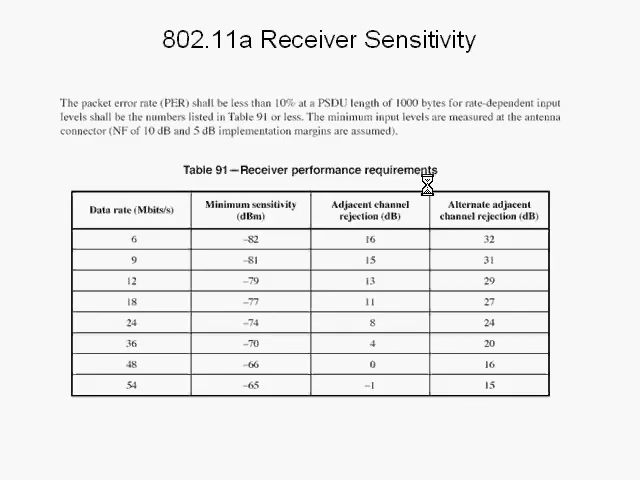 802.11a Receiver Sensitivity
The packet error rate (PER) shall be less than 10% at a PSDU length of 1000 bytes for rate-dependent input
levels shall be the numbers listed in Table 91 or less. The minimum input levels are measured at the antenna
connector (NF of 10 dB and 5 dB implementation margins are assumed).
Table 91—Receiver performance requirements
Data rate (Mbits/s) Minimum sensitivity (dBm) Adjacent channel rejection (dB) Alternate adjacent channel rejection (dB)
6 –82 16 32
9 –81 15 31
12 –79 13 29
18 –77 11 27
24 –74 8 24
36 –70 4 20
48 –66 0 16
54 –65 –1 15